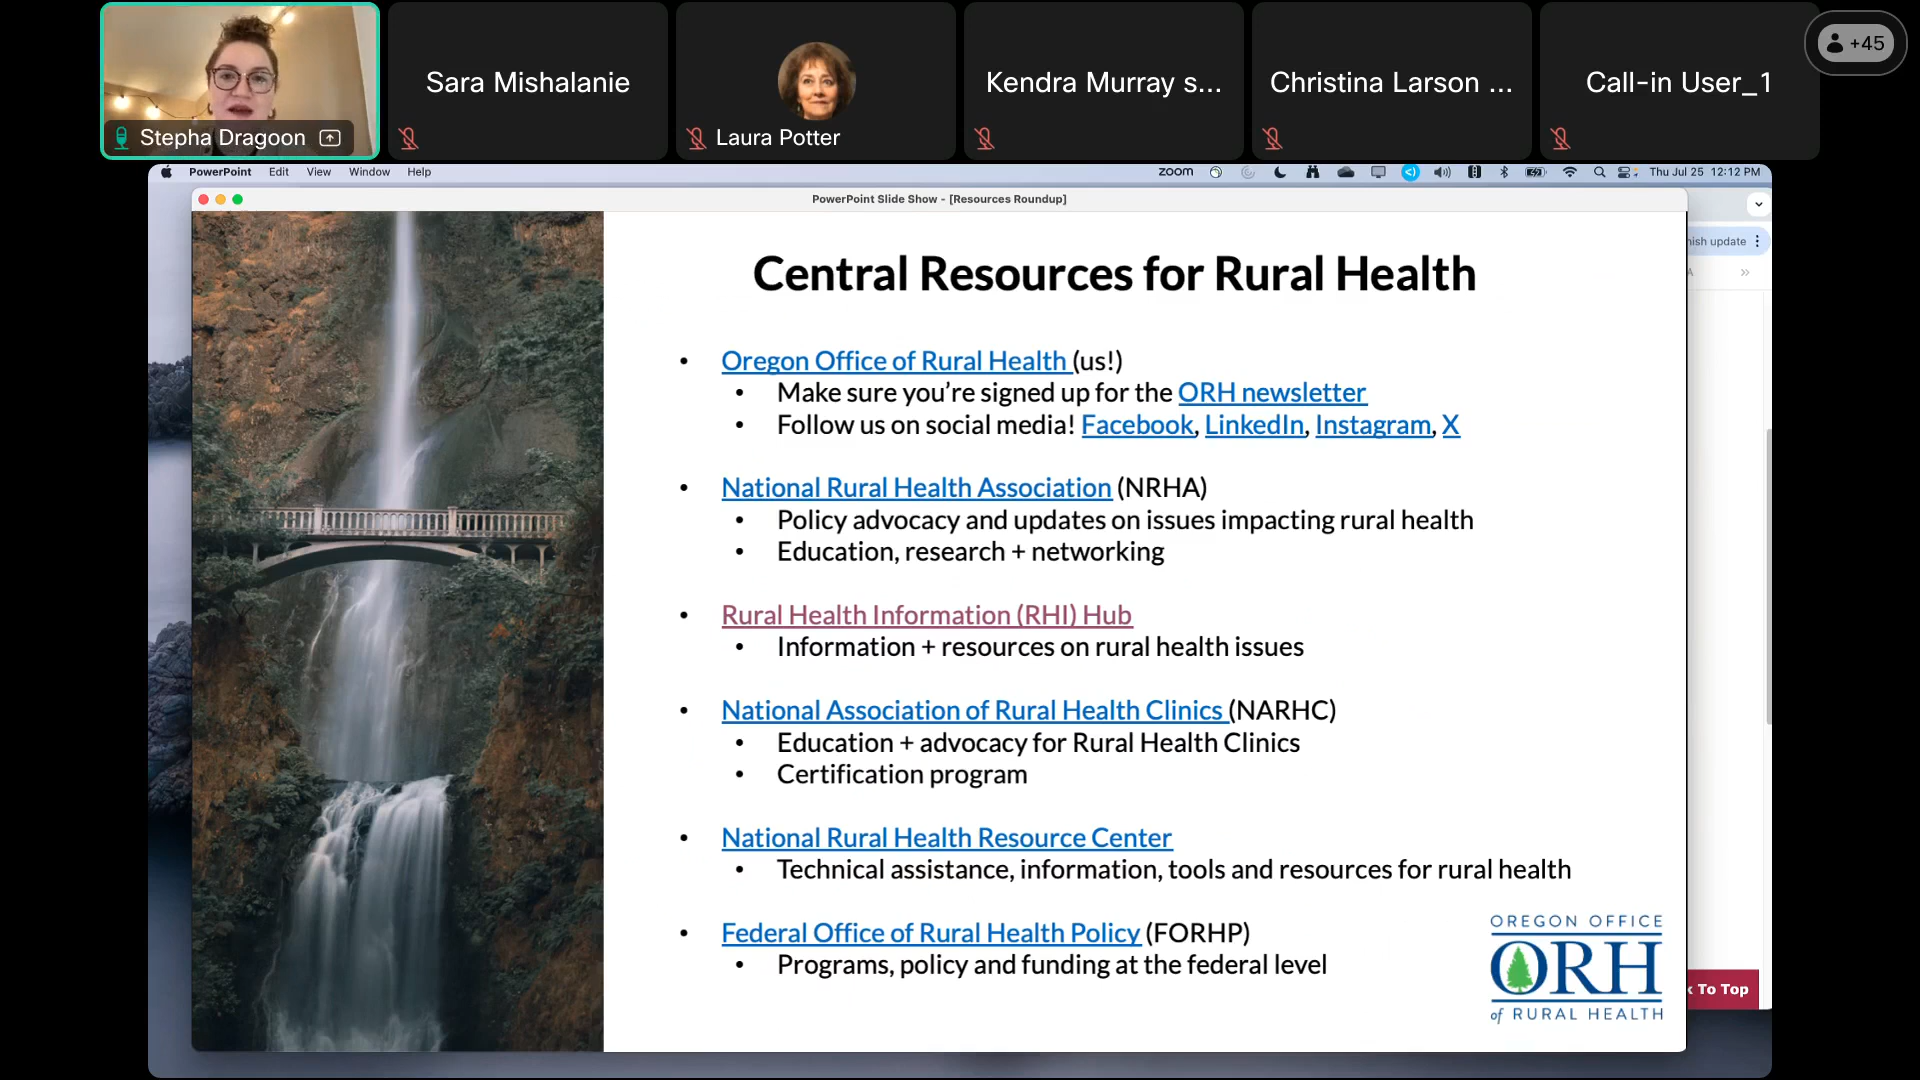 +45
Sara Mishalanie
Kendra Murray s...
Christina Larson ...
Call-in User_1
Stepha Dragoon
Laura Potter
PowerPoint Edit View Window Help
zoom
Thu Jul 25 12:12 PM
PowerPoint Slide Show - [Resources Roundup]
update
Central Resources for Rural Health
• Oregon Office of Rural Health (us!)
• Make sure you’re signed up for the ORH newsletter
• Follow us on social media! Facebook, LinkedIn, Instagram, X
• National Rural Health Association (NRHA)
• Policy advocacy and updates on issues impacting rural health
• Education, research + networking
• Rural Health Information (RHI) Hub
• Information + resources on rural health issues
• National Association of Rural Health Clinics (NARHC)
• Education + advocacy for Rural Health Clinics
• Certification program
• National Rural Health Resource Center
• Technical assistance, information, tools and resources for rural health
• Federal Office of Rural Health Policy (FORHP)
• Programs, policy and funding at the federal level
OREGON OFFICE
ORH
of RURAL HEALTH
To Top